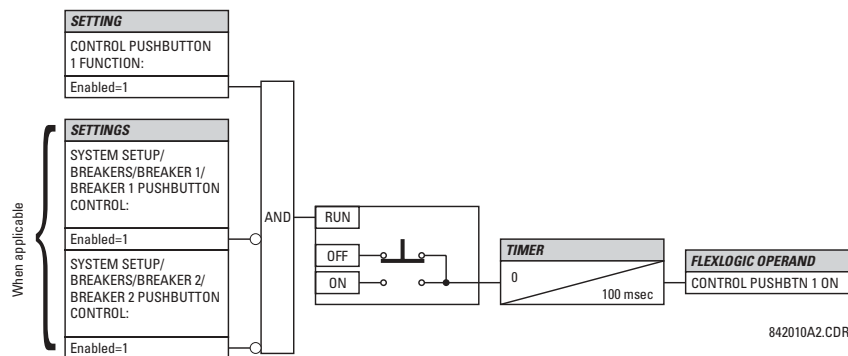 SETTING
CONTROL PUSHBUTTON
1 FUNCTION:
Enabled=1
When applicable
SETTINGS
SYSTEM SETUP/
BREAKERS/BREAKER 1/
BREAKER 1 PUSHBUTTON
CONTROL:
Enabled=1
SYSTEM SETUP/
BREAKERS/BREAKER 2/
BREAKER 2 PUSHBUTTON
CONTROL:
Enabled=1
AND
RUN
OFF
ON
TIMER
0
100 msec
FLEXLOGIC OPERAND
CONTROL PUSHBTN 1 ON
842010A2.CDR